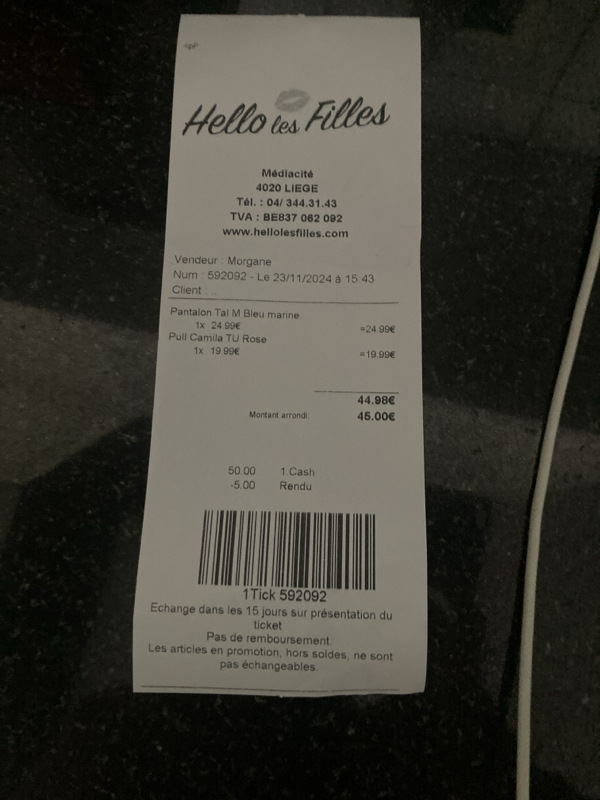 Hello les Filles
Médiacité
4020 LIEGE
Tél. : 04/ 344.31.43
TVA : BE837 062 092
www.hellolesfilles.com
Vendeur : Morgane
Num : 592092 - Le 23/11/2024 à 15:43
Client : ..
Pantalon Tal M Bleu marine
1x 24.99€ =24.99€
Pull Camila TU Rose
1x 19.99€ =19.99€
44.98€
Montant arrondi: 45.00€
50.00 1.Cash
-5.00 Rendu
1Tick 592092
Echange dans les 15 jours sur présentation du
ticket
Pas de remboursement.
Les articles en promotion, hors soldes, ne sont
pas échangeables.